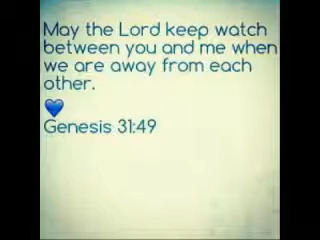 May the Lord keep watch
between you and me when
we are away from each
other.
💙
Genesis 31:49